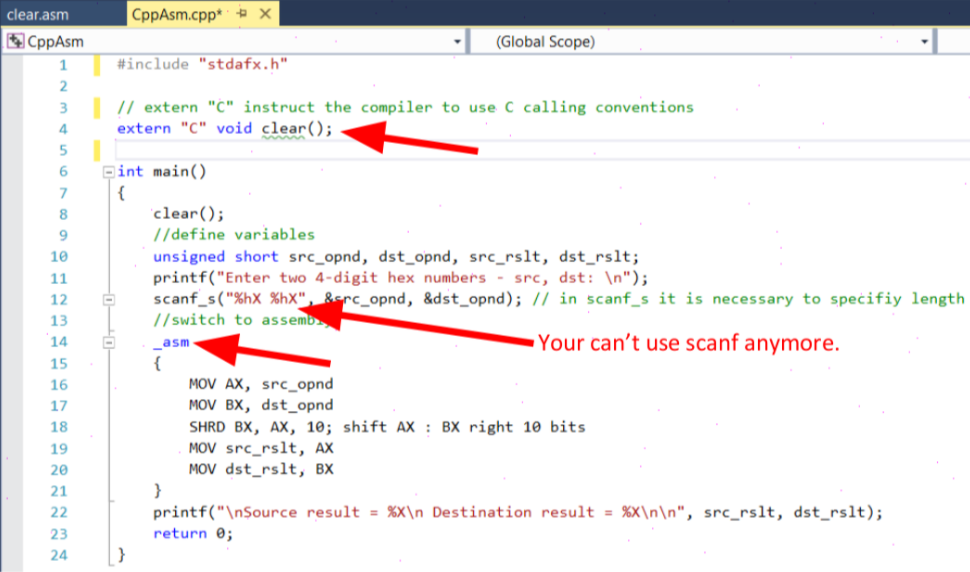 clear.asm
CppAsm.cpp*
CppAsm
(Global Scope)
1 #include "stdafx.h"
2
3 // extern "C" instruct the compiler to use C calling conventions
4 extern "C" void clear();
5
6 int main()
7 {
8 clear();
9 //define variables
10 unsigned short src_opnd, dst_opnd, src_rslt, dst_rslt;
11 printf("Enter two 4-digit hex numbers - src, dst: \n");
12 scanf_s("%hX %hX", &src_opnd, &dst_opnd); // in scanf_s it is necessary to specifiy length
13 //switch to assembly
Your can't use scanf anymore.
14 _asm
15 {
16 MOV AX, src_opnd
17 MOV BX, dst_opnd
18 SHRD BX, AX, 10; shift AX : BX right 10 bits
19 MOV src_rslt, AX
20 MOV dst_rslt, BX
21 }
22 printf("\nSource result = %X\n Destination result = %X\n\n", src_rslt, dst_rslt);
23 return 0;
24 }